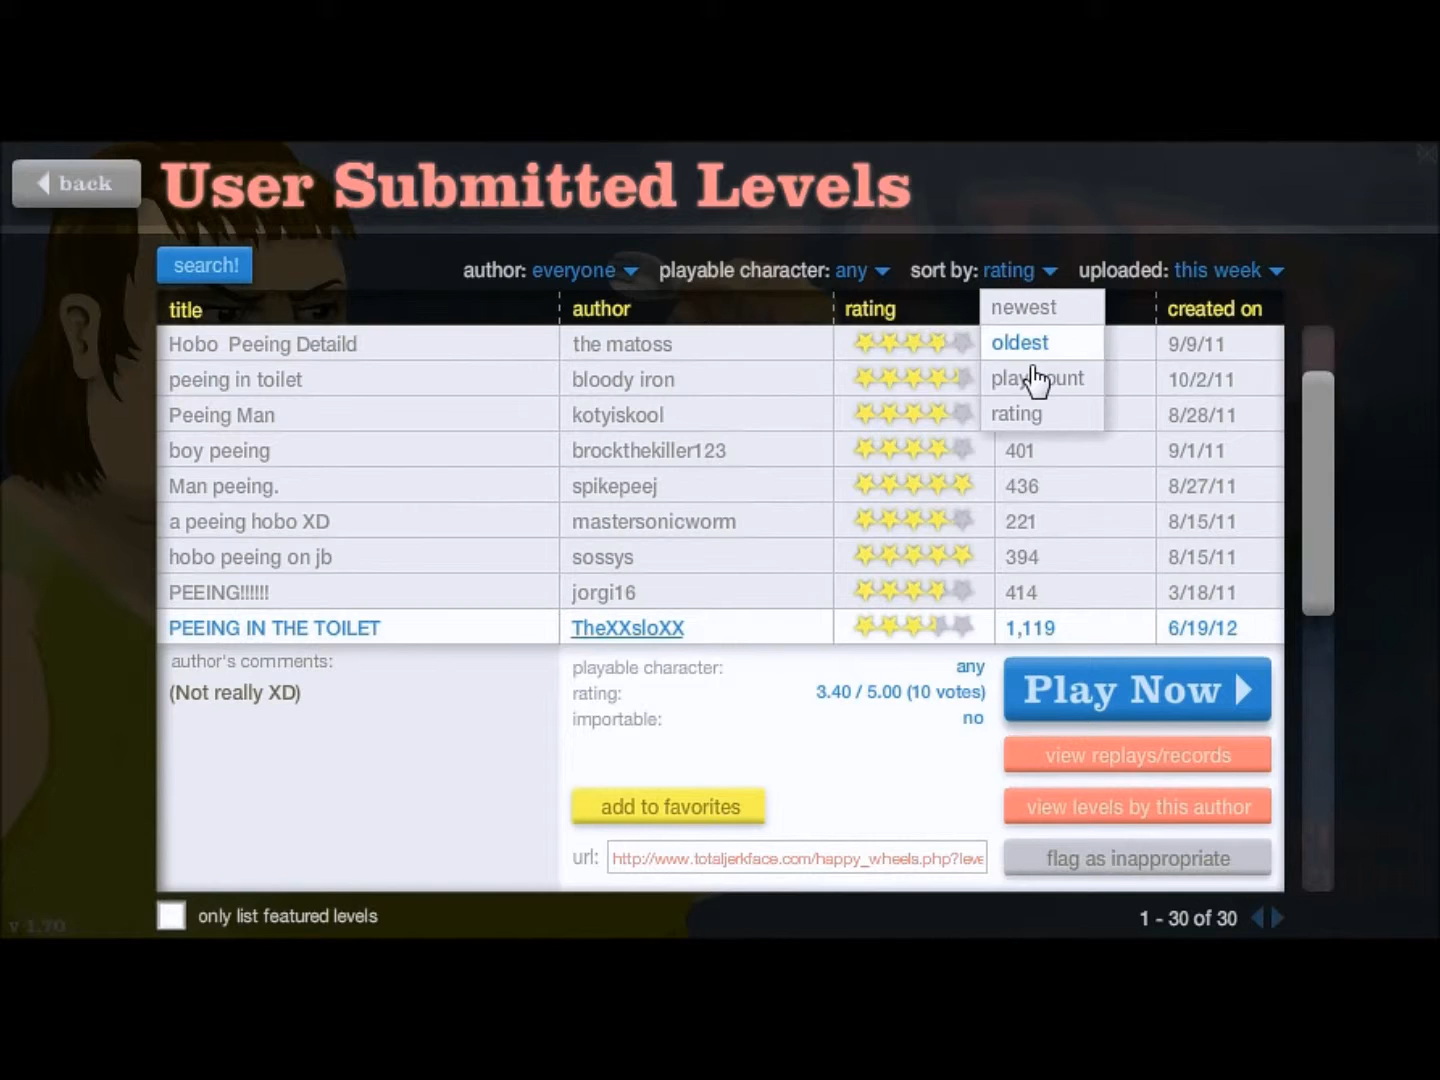 back
User Submitted Levels
search!
author: everyone
playable character: any
sort by: rating
uploaded: this week
title
author
rating
created on
newest
oldest
rating
Hobo  Peeing Detaild the matoss 9/9/11
peeing in toilet bloody iron 10/2/11
Peeing Man kotyiskool 8/28/11
boy peeing brockthekiller123 401 9/1/11
Man peeing. spikepeej 436 8/27/11
a peeing hobo XD mastersonicworm 221 8/15/11
hobo peeing on jb sossys 394 8/15/11
PEEING!!!!!! jorgi16 414 3/18/11
PEEING IN THE TOILET TheXXsloXX 1,119 6/19/12
author's comments:
(Not really XD)
playable character: any
rating: 3.40 / 5.00 (10 votes)
importable: no
add to favorites
url: http://www.totaljerkface.com/happy_wheels.php?leve
Play Now
view replays/records
view levels by this author
flag as inappropriate
only list featured levels
1 - 30 of 30
v 1.70